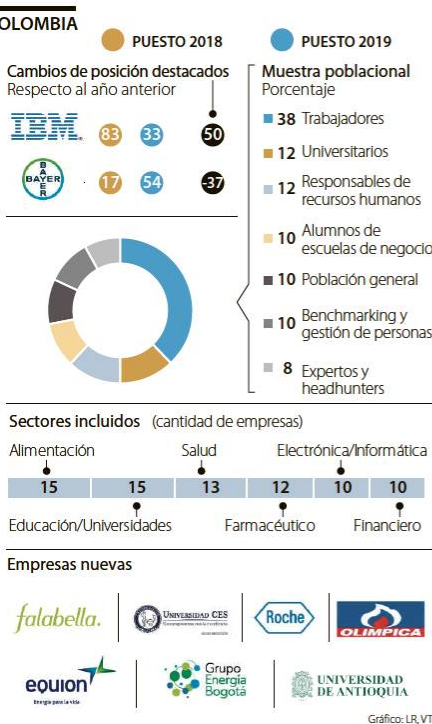 OLOMBIA
PUESTO 2018
PUESTO 2019
Cambios de posición destacados
Respecto al año anterior
IBM. 83 33 50
BAYER BAYER 17 54 -37
Muestra poblacional
Porcentaje
38 Trabajadores
12 Universitarios
12 Responsables de
recursos humanos
10 Alumnos de
escuelas de negocio
10 Población general
10 Benchmarking y
gestión de personas
8 Expertos y
headhunters
Sectores incluidos (cantidad de empresas)
Alimentación Salud Electrónica/Informática
15 15 13 12 10 10
Educación/Universidades Farmacéutico Financiero
Empresas nuevas
falabella.
UNIVERSIDAD CES
Roche
OLIMPICA
equion
Energía para la vida
Grupo
Energía
Bogotá
UNIVERSIDAD
DE ANTIOQUIA
Gráfico: LR, VT